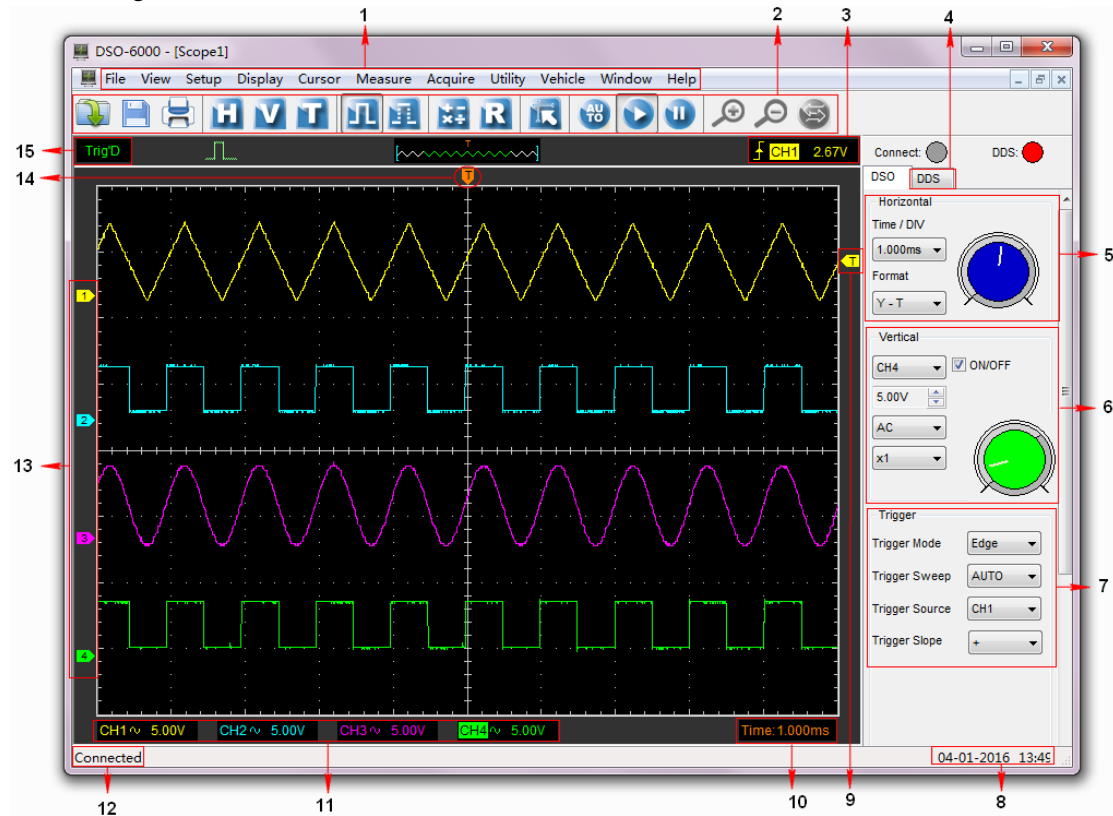 1 2 3 4
DSO-6000 - [Scope1]
File View Setup Display Cursor Measure Acquire Utility Vehicle Window Help
H V T R AUTO
15 Trig'D T CH1 2.67V Connect: DDS:
14 T DSO DDS
Horizontal
Time / DIV
T 1.000ms 5
Format
1 Y - T
Vertical
CH4 ON/OFF
5.00V 6
2 AC
13 x1
Trigger
3 Trigger Mode Edge
Trigger Sweep AUTO 7
Trigger Source CH1
4 Trigger Slope +
CH1 ∿ 5.00V CH2 ∿ 5.00V CH3 ∿ 5.00V CH4 ∿ 5.00V Time:1.000ms
Connected 04-01-2016 13:49
12 11 10 9 8